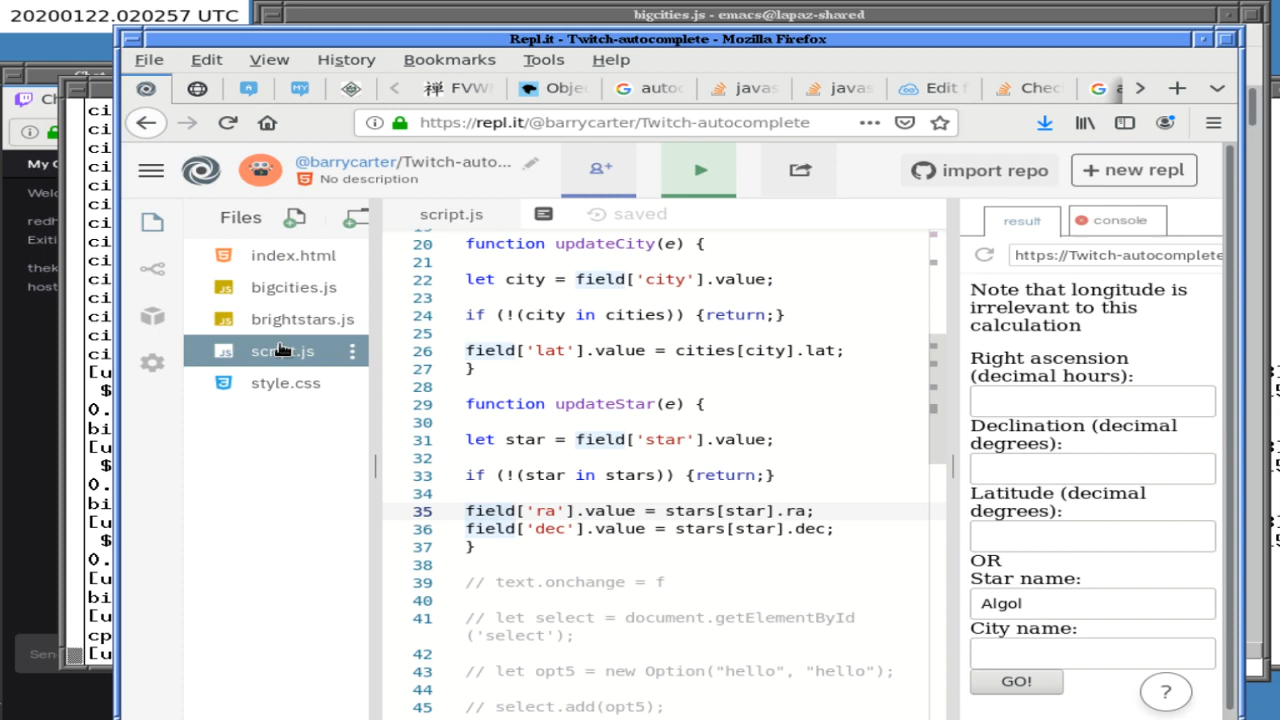 20200122.020257 UTC
bigcities.js - emacs@lapaz-shared
Repl.it - Twitch-autocomplete - Mozilla Firefox
File Edit View History Bookmarks Tools Help
禅 FVW Obje auto javas javas Edit Chec
https://repl.it/@barrycarter/Twitch-autocomplete
@barrycarter/Twitch-auto...
No description
import repo
+ new repl
Files
index.html
bigcities.js
brightstars.js
script.js
style.css
script.js saved
20 function updateCity(e) {
21
22 let city = field['city'].value;
23
24 if (!(city in cities)) {return;}
25
26 field['lat'].value = cities[city].lat;
27 }
28
29 function updateStar(e) {
30
31 let star = field['star'].value;
32
33 if (!(star in stars)) {return;}
34
35 field['ra'].value = stars[star].ra;
36 field['dec'].value = stars[star].dec;
37 }
38
39 // text.onchange = f
40
41 // let select = document.getElementById
('select');
42
43 // let opt5 = new Option("hello", "hello");
44
45 // select.add(opt5);
result console
https://Twitch-autocomplete
Note that longitude is
irrelevant to this
calculation
Right ascension
(decimal hours):
Declination (decimal
degrees):
Latitude (decimal
degrees):
OR
Star name:
Algol
City name:
GO!
?